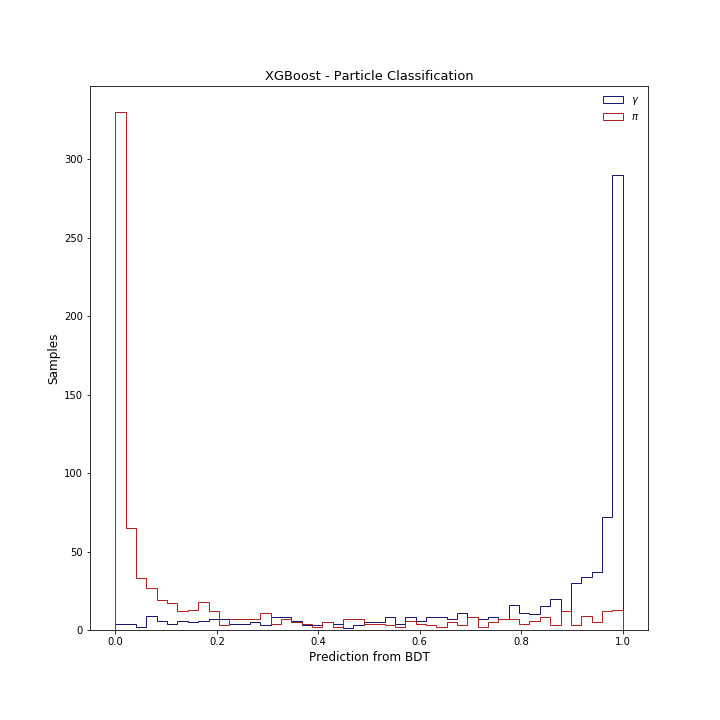 XGBoost - Particle Classification
γ
π
300
250
200
150
100
50
0
Samples
0.0 0.2 0.4 0.6 0.8 1.0
Prediction from BDT